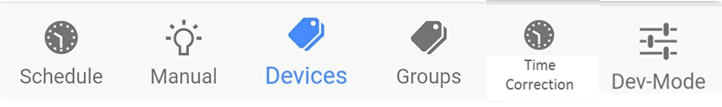 Schedule
Manual
Devices
Groups
Time
Correction
Dev-Mode